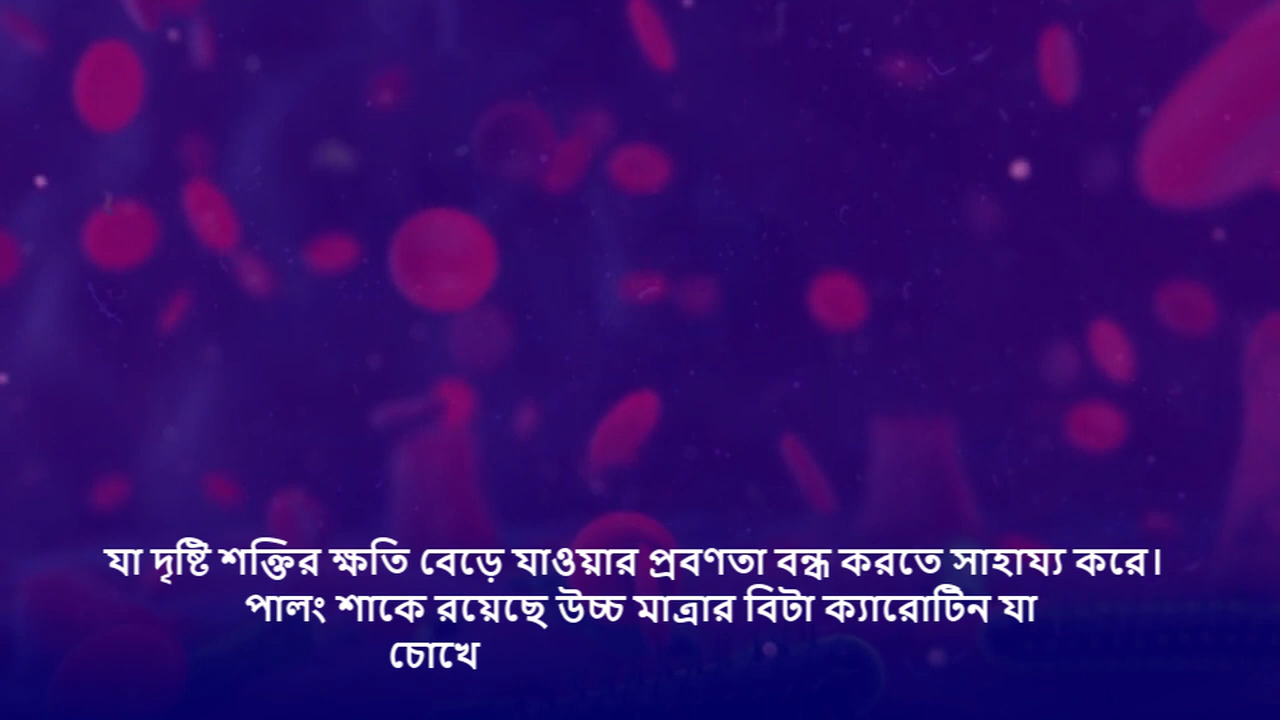 যা দৃষ্টি শক্তির ক্ষতি বেড়ে যাওয়ার প্রবণতা বন্ধ করতে সাহায্য করে।
পালং শাকে রয়েছে উচ্চ মাত্রার বিটা ক্যারোটিন যা
চোখে